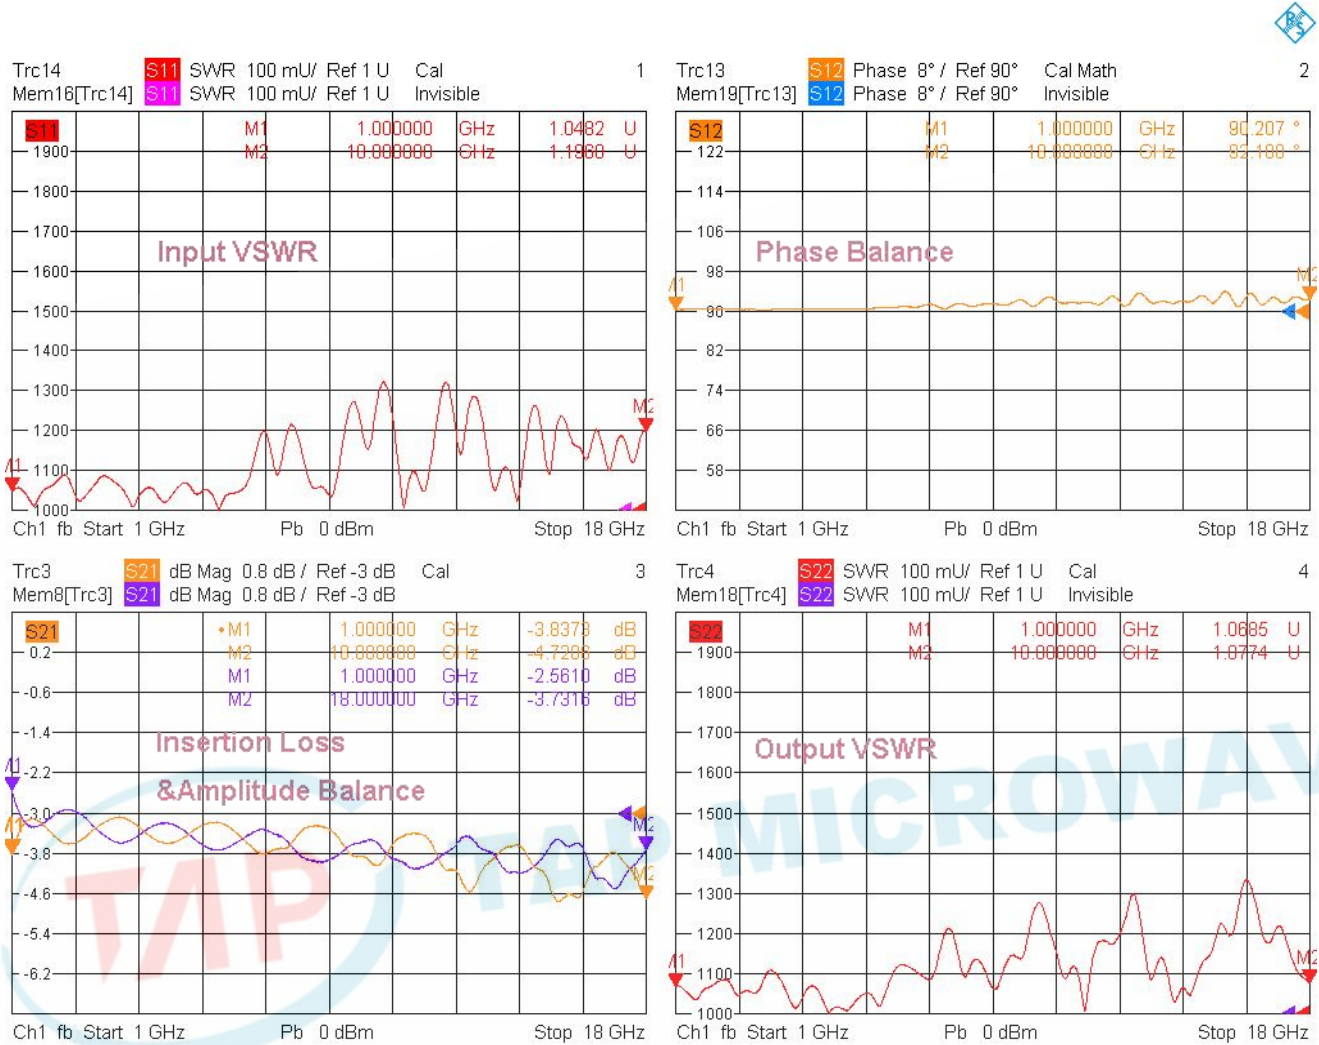 R&S
Trc14 S11 SWR 100 mU/ Ref 1 U Cal 1
Mem16[Trc14] S11 SWR 100 mU/ Ref 1 U Invisible
S11
M1 1.000000 GHz 1.0482 U
M2 GHz U
1900
1800
1700
Input VSWR
1600
1500
1400
1300
M2
1200
M1
1100
1000
Ch1 fb Start 1 GHz Pb 0 dBm Stop 18 GHz
Trc13 S12 Phase 8° / Ref 90° Cal Math 2
Mem19[Trc13] S12 Phase 8° / Ref 90° Invisible
S12
M1 1.000000 GHz 90.207 °
M2 GHz °
122
114
106
Phase Balance
98
M2
M1
90
82
74
66
58
Ch1 fb Start 1 GHz Pb 0 dBm Stop 18 GHz
Trc3 S21 dB Mag 0.8 dB / Ref -3 dB Cal 3
Mem8[Trc3] S21 dB Mag 0.8 dB / Ref -3 dB
S21
•M1 1.000000 GHz -3.8373 dB
M2 GHz dB
M1 1.000000 GHz -2.5610 dB
M2 18.000000 GHz -3.7316 dB
0.2
-0.6
-1.4
Insertion Loss
-2.2
M1
&Amplitude Balance
-3.0
M2
-3.8
M2
-4.6
-5.4
-6.2
Ch1 fb Start 1 GHz Pb 0 dBm Stop 18 GHz
Trc4 S22 SWR 100 mU/ Ref 1 U Cal 4
Mem18[Trc4] S22 SWR 100 mU/ Ref 1 U Invisible
S22
M1 1.000000 GHz 1.0685 U
M2 GHz 1.0774 U
1900
1800
1700
Output VSWR
1600
1500
1400
1300
1200
M1
M2
1100
1000
Ch1 fb Start 1 GHz Pb 0 dBm Stop 18 GHz
TAP
TAP MICROWAV